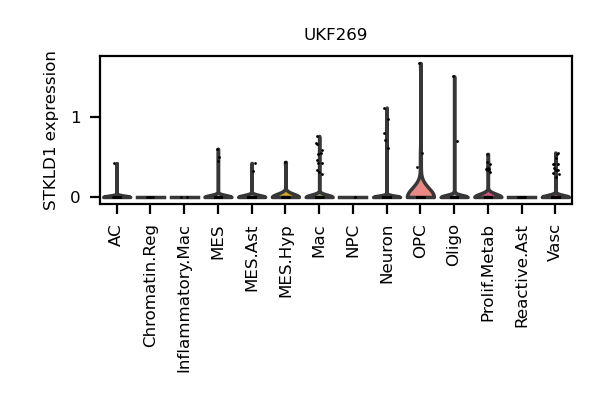 UKF269
STKLD1 expression
1
0
AC
Chromatin.Reg
Inflammatory.Mac
MES
MES.Ast
MES.Hyp
Mac
NPC
Neuron
OPC
Oligo
Prolif.Metab
Reactive.Ast
Vasc